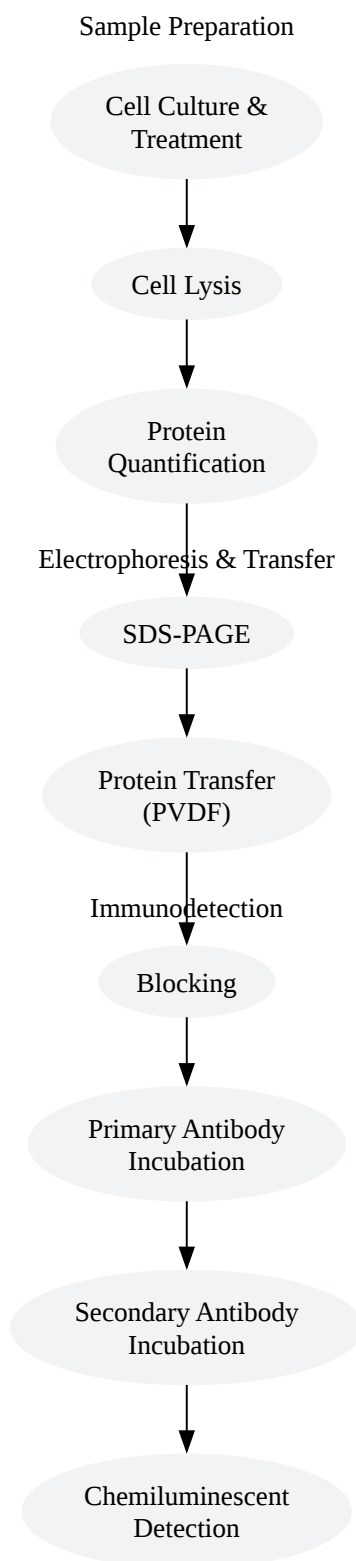 Sample Preparation
Cell Culture &
Treatment
Cell Lysis
Protein
Quantification
Electrophoresis & Transfer
SDS-PAGE
Protein Transfer
(PVDF)
Immunodetection
Blocking
Primary Antibody
Incubation
Secondary Antibody
Incubation
Chemiluminescent
Detection